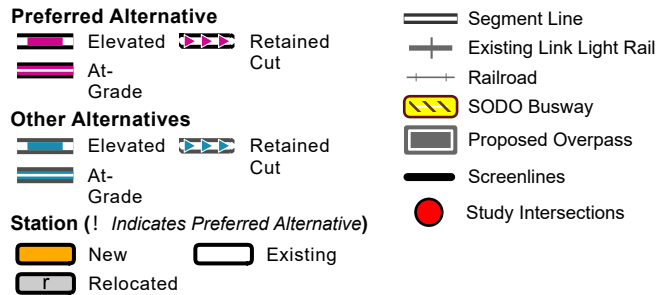 Preferred Alternative
Elevated
Retained
Cut
At-
Grade
Other Alternatives
Elevated
Retained
Cut
At-
Grade
Station (! Indicates Preferred Alternative)
New
Existing
r Relocated
Segment Line
Existing Link Light Rail
Railroad
SODO Busway
Proposed Overpass
Screenlines
Study Intersections